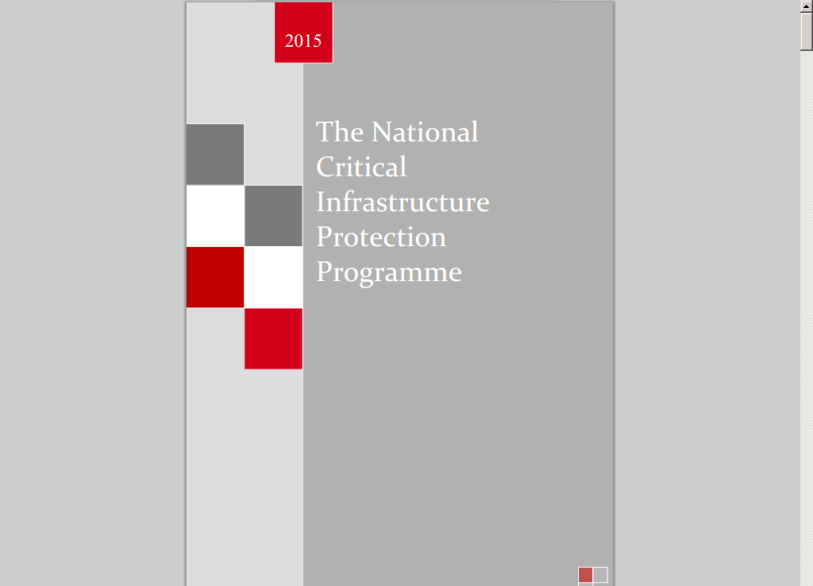 2015
The National
Critical
Infrastructure
Protection
Programme